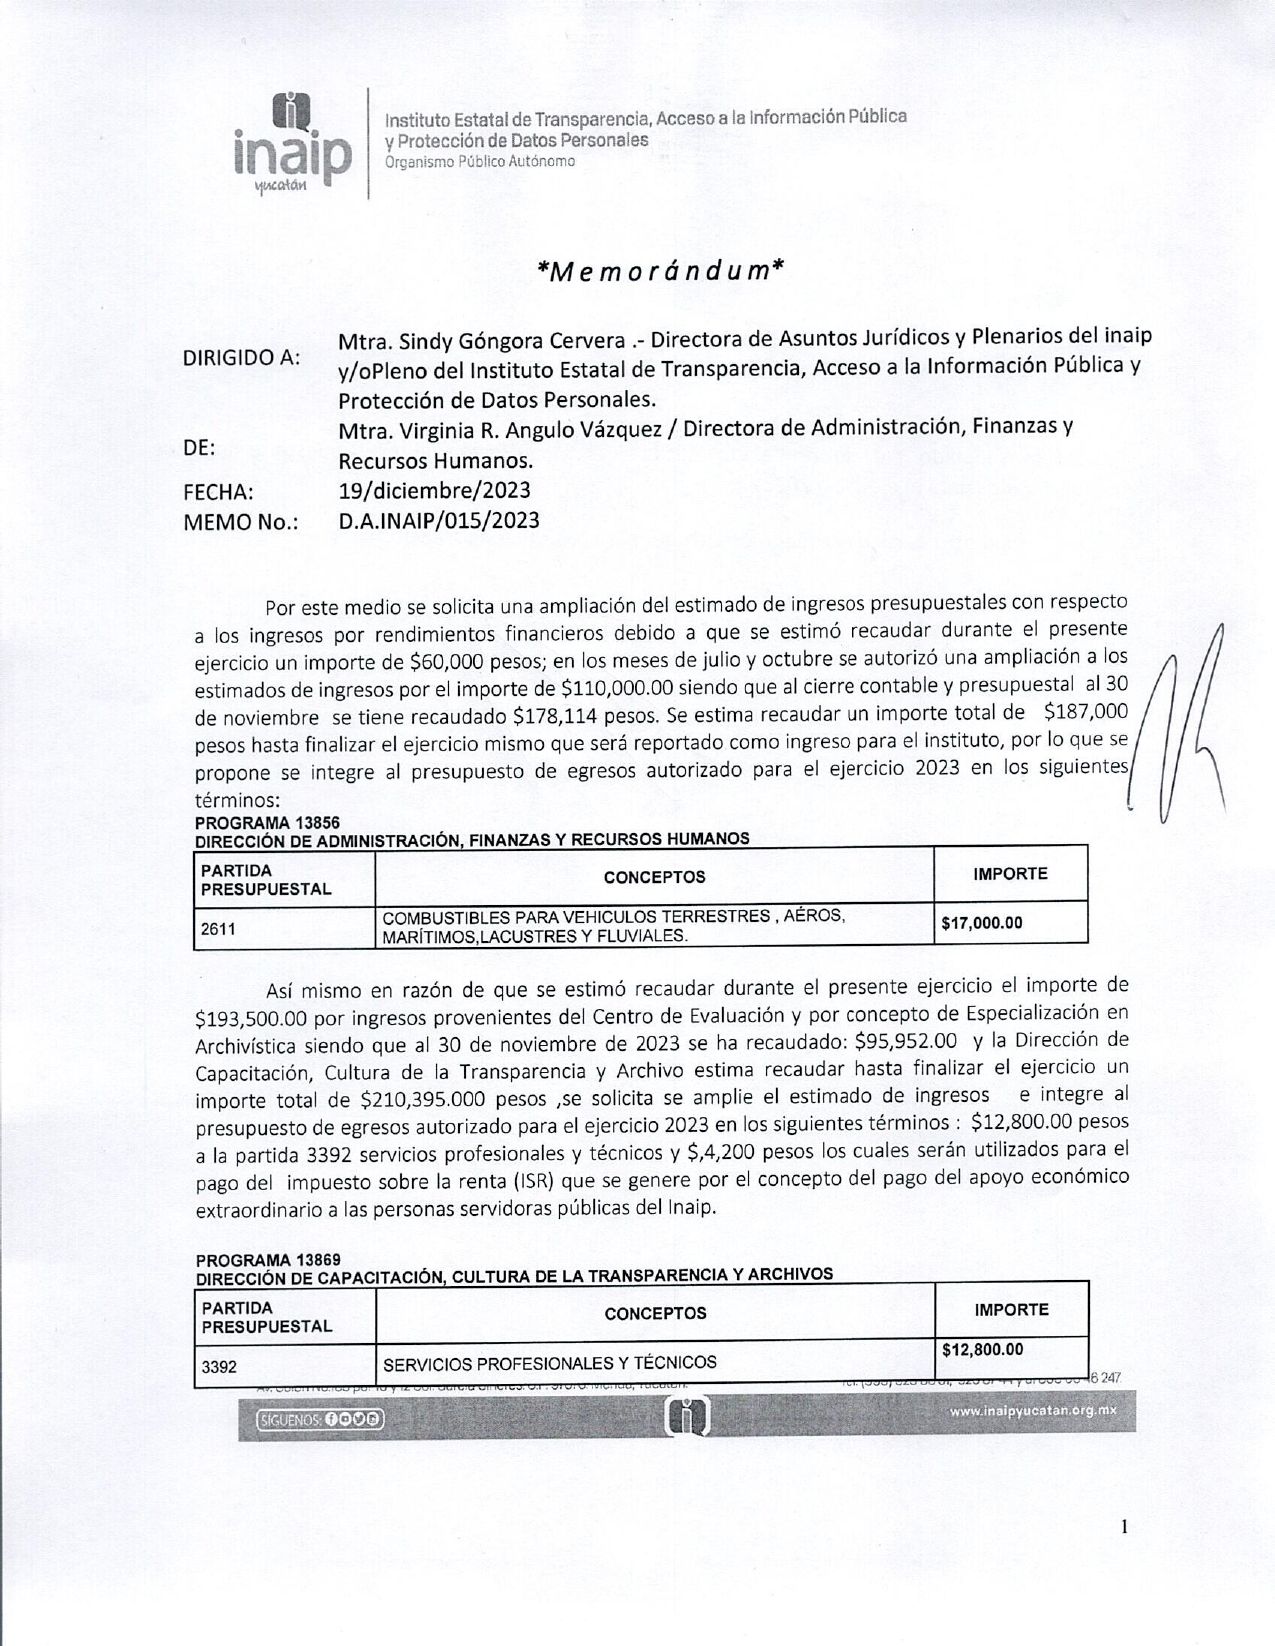 inaip
yucatán
Instituto Estatal de Transparencia, Acceso a la Información Pública
y Protección de Datos Personales
Organismo Público Autónomo
*Memorándum*
DIRIGIDO A: Mtra. Sindy Góngora Cervera .- Directora de Asuntos Jurídicos y Plenarios del inaip
y/oPleno del Instituto Estatal de Transparencia, Acceso a la Información Pública y
Protección de Datos Personales.
DE: Mtra. Virginia R. Angulo Vázquez / Directora de Administración, Finanzas y
Recursos Humanos.
FECHA: 19/diciembre/2023
MEMO No.: D.A.INAIP/015/2023
Por este medio se solicita una ampliación del estimado de ingresos presupuestales con respecto
a los ingresos por rendimientos financieros debido a que se estimó recaudar durante el presente
ejercicio un importe de $60,000 pesos; en los meses de julio y octubre se autorizó una ampliación a los
estimados de ingresos por el importe de $110,000.00 siendo que al cierre contable y presupuestal al 30
de noviembre se tiene recaudado $178,114 pesos. Se estima recaudar un importe total de $187,000
pesos hasta finalizar el ejercicio mismo que será reportado como ingreso para el instituto, por lo que se
propone se integre al presupuesto de egresos autorizado para el ejercicio 2023 en los siguientes
términos:
PROGRAMA 13856
DIRECCIÓN DE ADMINISTRACIÓN, FINANZAS Y RECURSOS HUMANOS
PARTIDA
PRESUPUESTAL
CONCEPTOS
IMPORTE
2611
COMBUSTIBLES PARA VEHICULOS TERRESTRES , AÉROS,
MARÍTIMOS,LACUSTRES Y FLUVIALES.
$17,000.00
Así mismo en razón de que se estimó recaudar durante el presente ejercicio el importe de
$193,500.00 por ingresos provenientes del Centro de Evaluación y por concepto de Especialización en
Archivística siendo que al 30 de noviembre de 2023 se ha recaudado: $95,952.00 y la Dirección de
Capacitación, Cultura de la Transparencia y Archivo estima recaudar hasta finalizar el ejercicio un
importe total de $210,395.000 pesos ,se solicita se amplie el estimado de ingresos e integre al
presupuesto de egresos autorizado para el ejercicio 2023 en los siguientes términos : $12,800.00 pesos
a la partida 3392 servicios profesionales y técnicos y $,4,200 pesos los cuales serán utilizados para el
pago del impuesto sobre la renta (ISR) que se genere por el concepto del pago del apoyo económico
extraordinario a las personas servidoras públicas del Inaip.
PROGRAMA 13869
DIRECCIÓN DE CAPACITACIÓN, CULTURA DE LA TRANSPARENCIA Y ARCHIVOS
PARTIDA
PRESUPUESTAL
CONCEPTOS
IMPORTE
3392
SERVICIOS PROFESIONALES Y TÉCNICOS
$12,800.00
6 247
SÍGUENOS:
www.inaipyucatan.org.mx
1